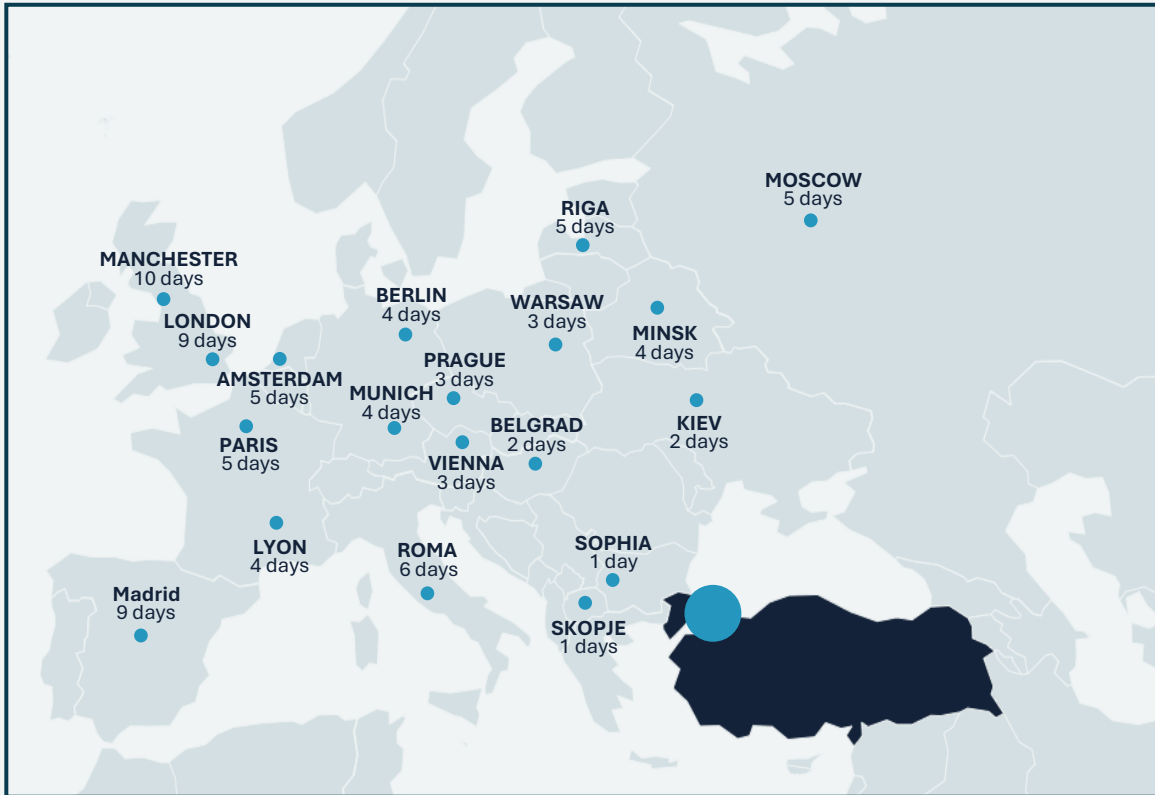 MOSCOW
5 days
RIGA
5 days
MANCHESTER
10 days
BERLIN
4 days
WARSAW
3 days
LONDON
9 days
MINSK
4 days
PRAGUE
3 days
AMSTERDAM
5 days
MUNICH
4 days
BELGRAD
2 days
KIEV
2 days
PARIS
5 days
VIENNA
3 days
LYON
4 days
ROMA
6 days
SOPHIA
1 day
Madrid
9 days
SKOPJE
1 days